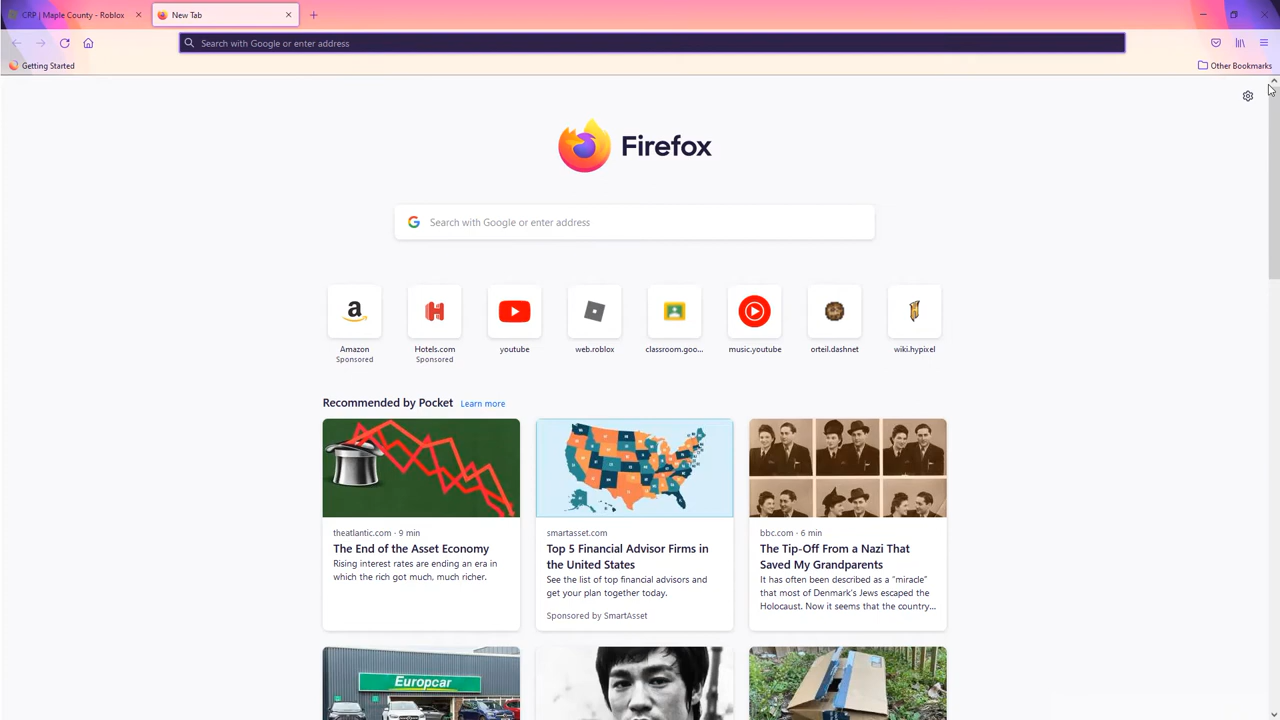 CRP | Maple County - Roblox
New Tab
Search with Google or enter address
Getting Started
Other Bookmarks
Firefox
Search with Google or enter address
a
Amazon
Sponsored
Hotels.com
Sponsored
youtube
web.roblox
classroom.goo...
music.youtube
orteil.dashnet
wiki.hypixel
Recommended by Pocket Learn more
theatlantic.com · 9 min
The End of the Asset Economy
Rising interest rates are ending an era in
which the rich got much, much richer.
smartasset.com
Top 5 Financial Advisor Firms in
the United States
See the list of top financial advisors and
get your plan together today.
Sponsored by SmartAsset
bbc.com · 6 min
The Tip-Off From a Nazi That
Saved My Grandparents
It has often been described as a "miracle"
that most of Denmark's Jews escaped the
Holocaust. Now it seems that the country...
Europcar